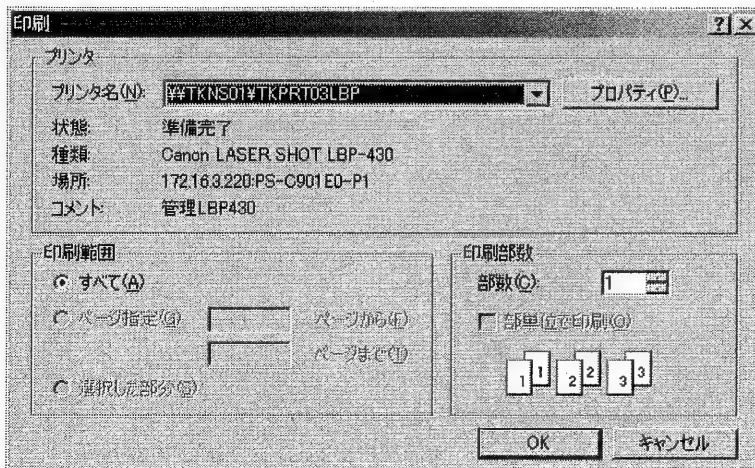 印刷
? ×
プリンタ
プリンタ名(N): ¥¥TKNS01¥TKPRT03LBP プロパティ(P)...
状態: 準備完了
種類: Canon LASER SHOT LBP-430
場所: 172.16.3.220:PS-C901E0-P1
コメント: 管理LBP430
印刷範囲
すべて(A)
ページ指定(G) ページから(F)
ページまで(T)
選択した部分(S)
印刷部数
部数(C): 1
部単位で印刷(O)
1 1 2 2 3 3
OK キャンセル